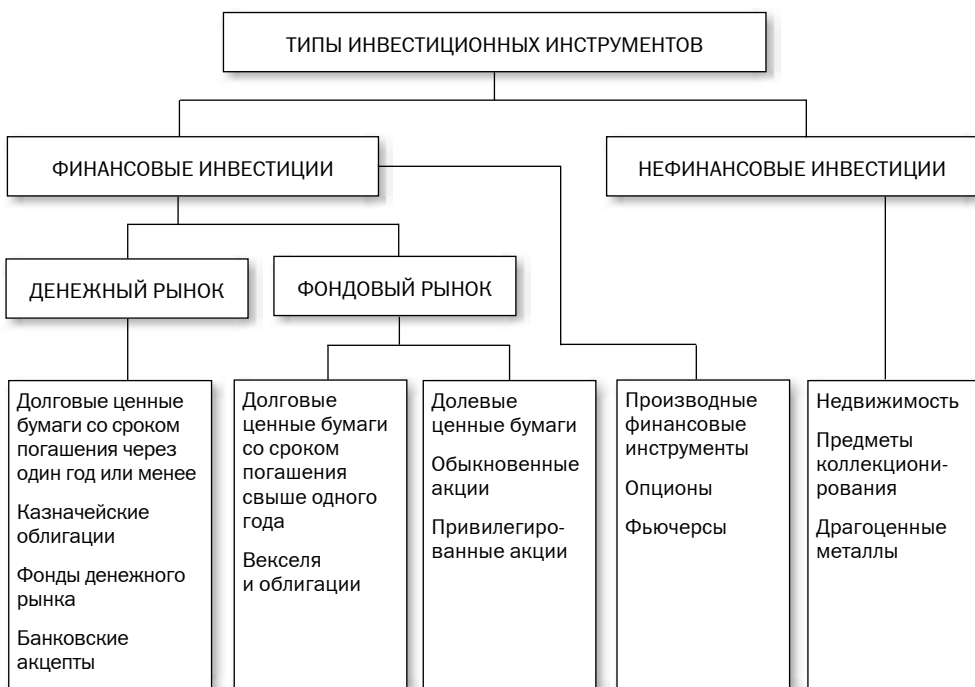 ТИПЫ ИНВЕСТИЦИОННЫХ ИНСТРУМЕНТОВ
ФИНАНСОВЫЕ ИНВЕСТИЦИИ
НЕФИНАНСОВЫЕ ИНВЕСТИЦИИ
ДЕНЕЖНЫЙ РЫНОК
ФОНДОВЫЙ РЫНОК
Долговые ценные
бумаги со сроком
погашения через
один год или менее
Казначейские
облигации
Фонды денежного
рынка
Банковские
акцепты
Долговые
ценные бумаги
со сроком
погашения
свыше одного
года
Векселя
и облигации
Долевые
ценные бумаги
Обыкновенные
акции
Привилегиро-
ванные акции
Производные
финансовые
инструменты
Опционы
Фьючерсы
Недвижимость
Предметы
коллекциони-
рования
Драгоценные
металлы